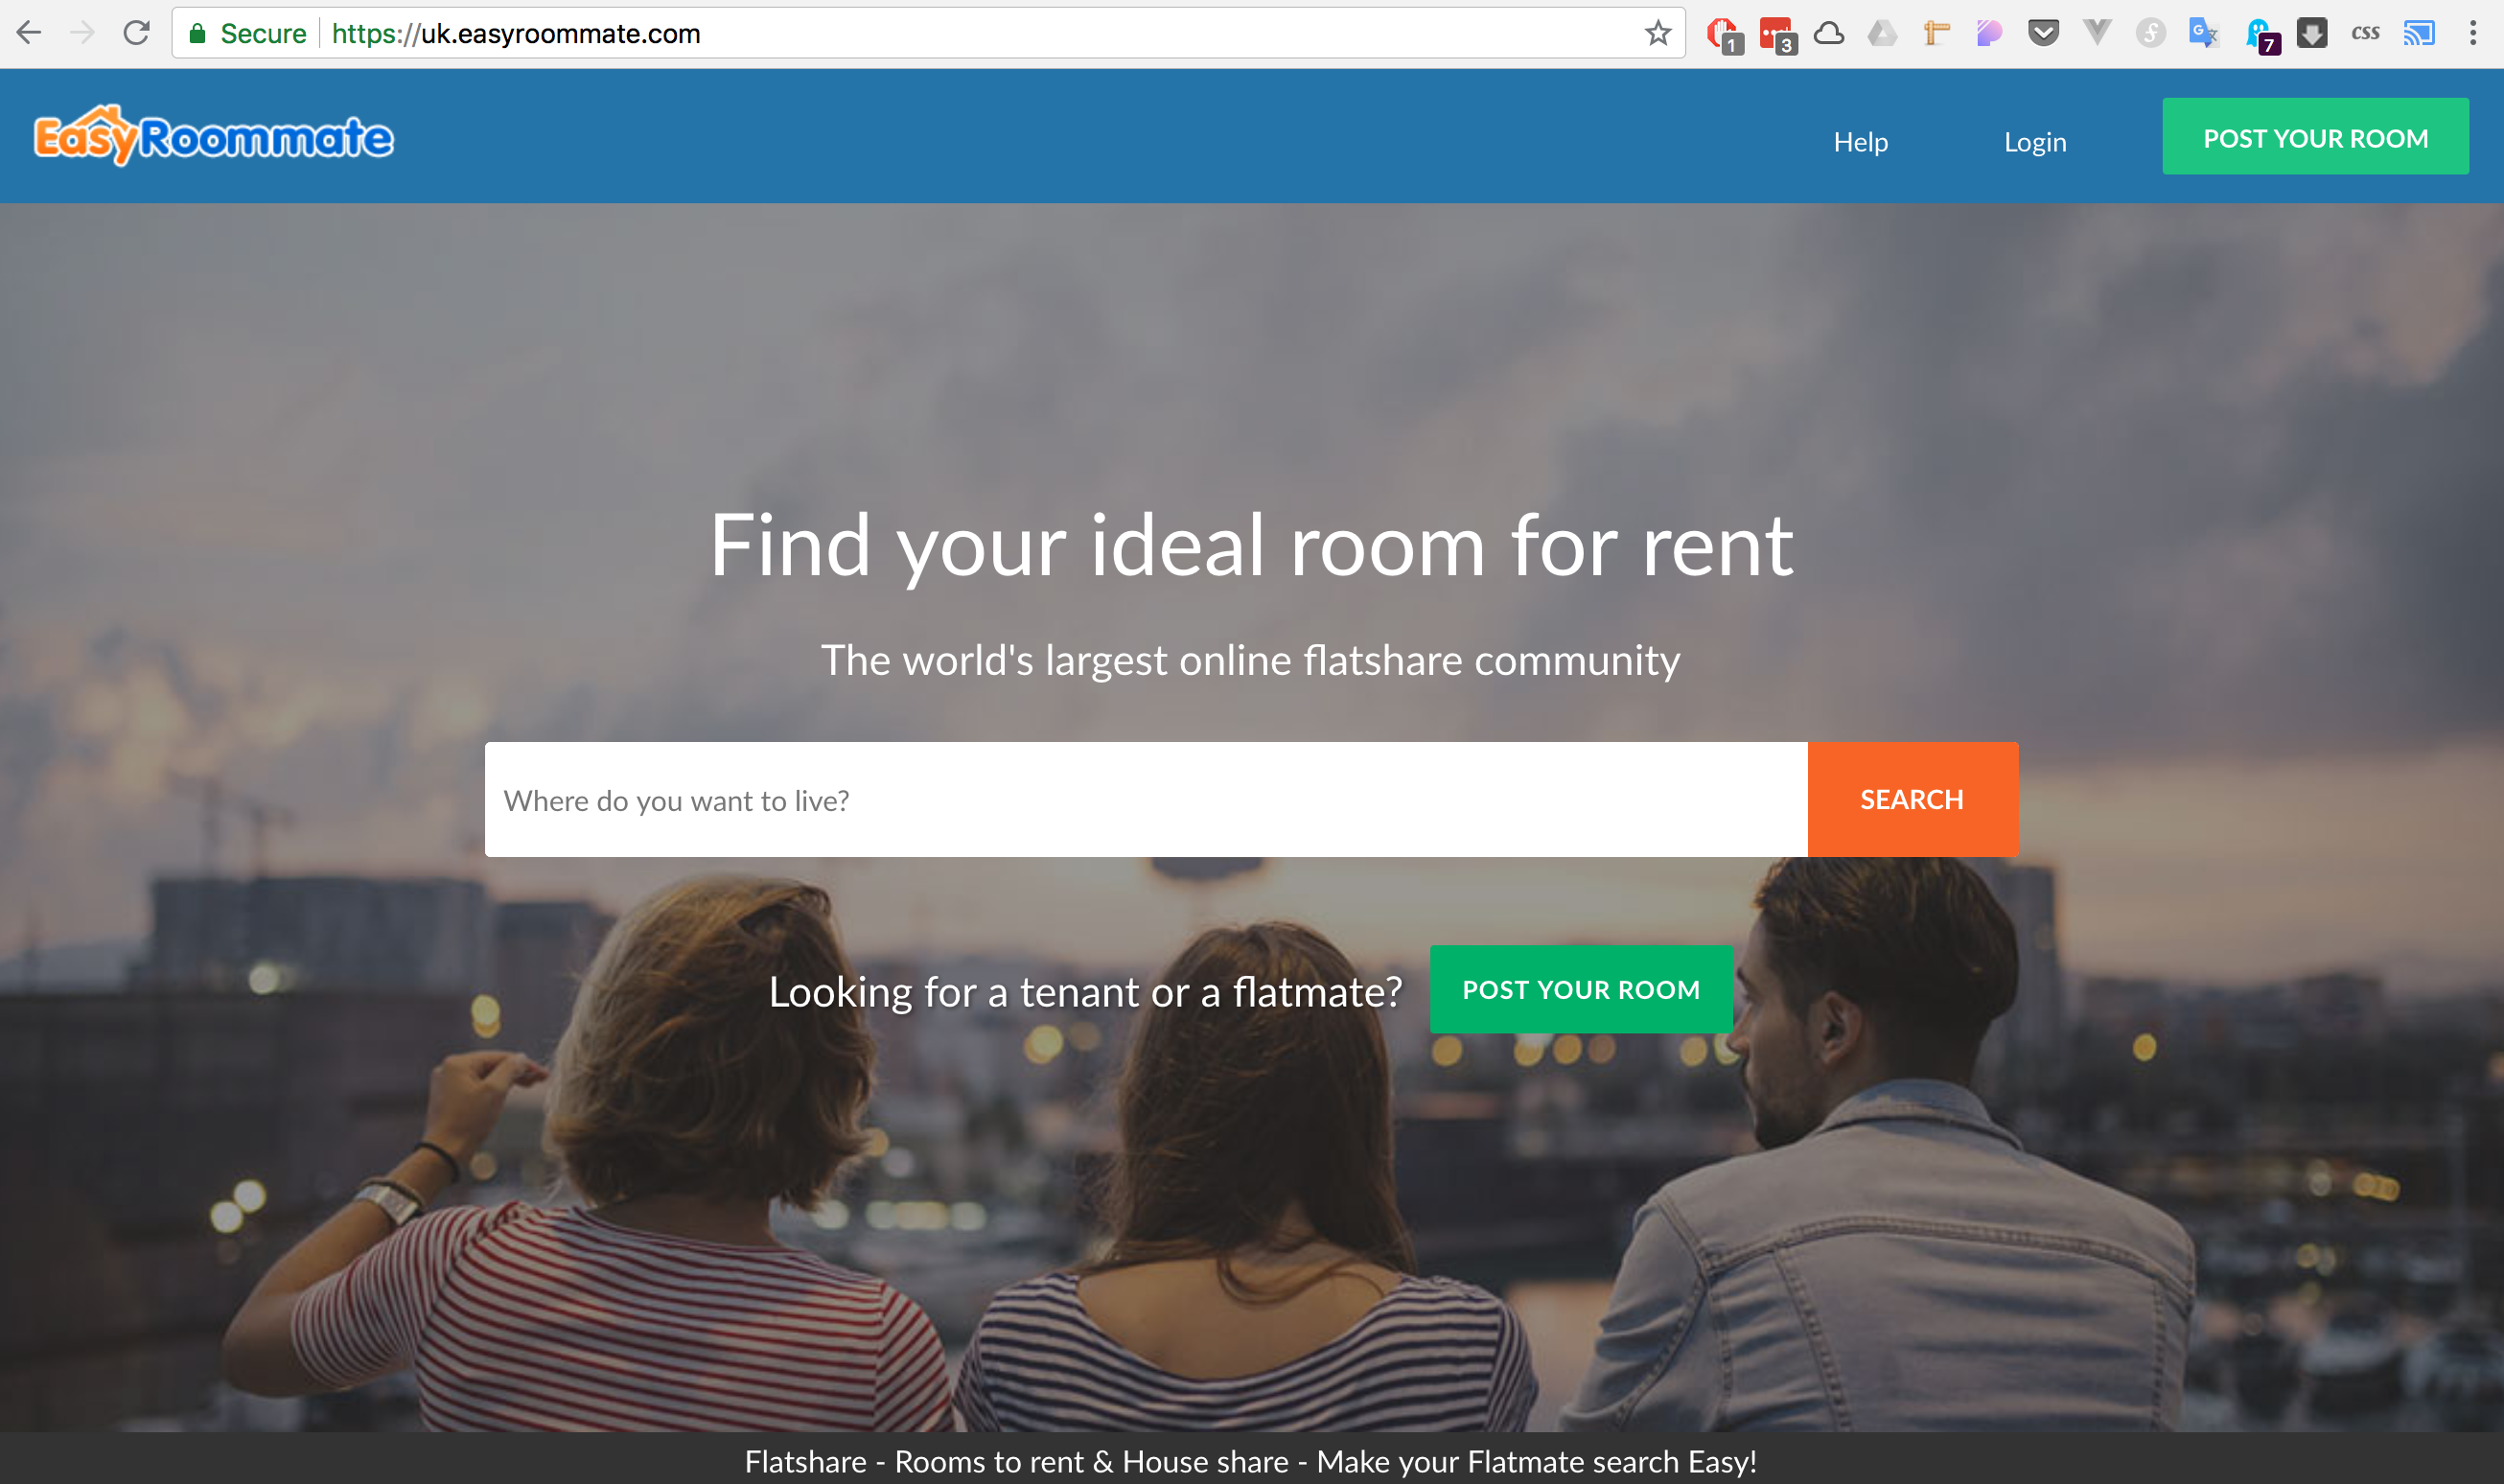 Secure https://uk.easyroommate.com 1 3 7 css
EasyRoommate Help Login POST YOUR ROOM
Find your ideal room for rent
The world's largest online flatshare community
Where do you want to live? SEARCH
Looking for a tenant or a flatmate? POST YOUR ROOM
Flatshare - Rooms to rent & House share - Make your Flatmate search Easy!